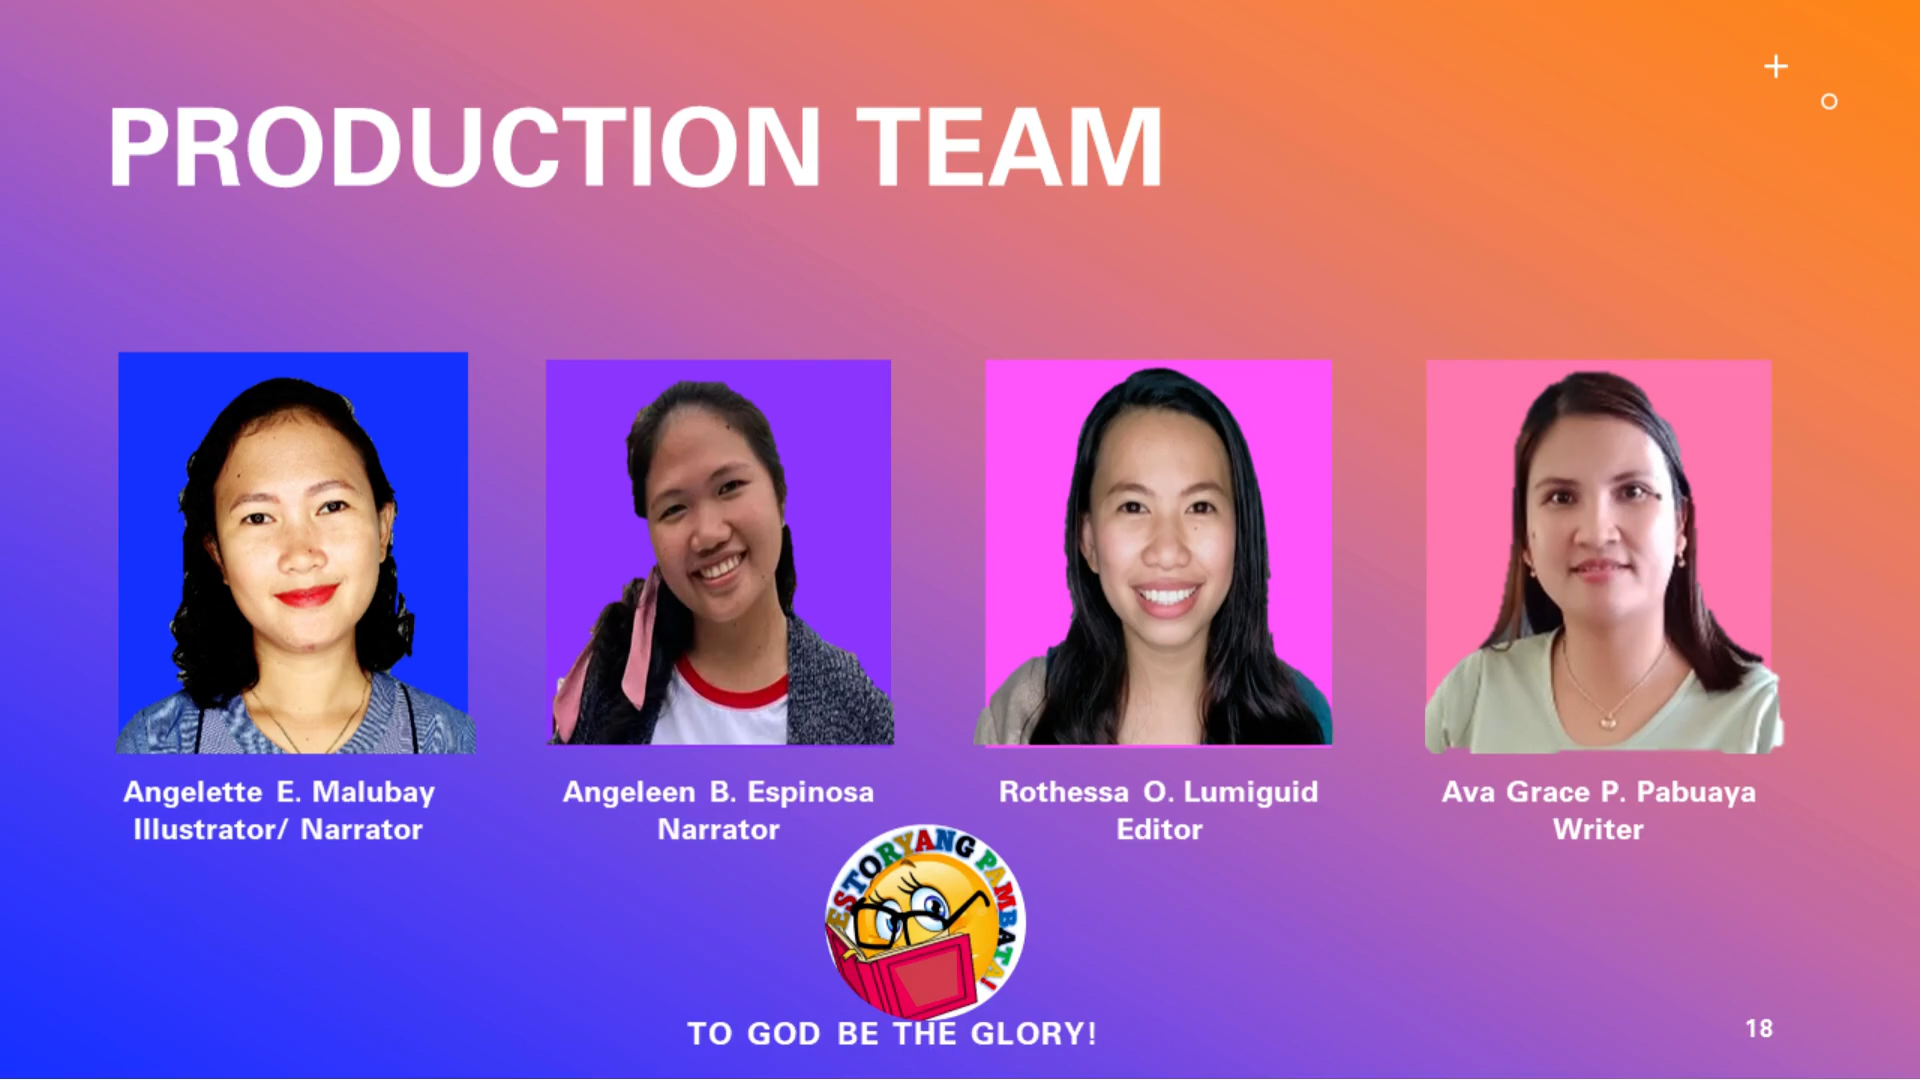 PRODUCTION TEAM
Angelette E. Malubay
Illustrator/ Narrator
Angeleen B. Espinosa
Narrator
Rothessa O. Lumiguid
Editor
Ava Grace P. Pabuaya
Writer
ESTORYANG PAMBATA!
TO GOD BE THE GLORY!
18